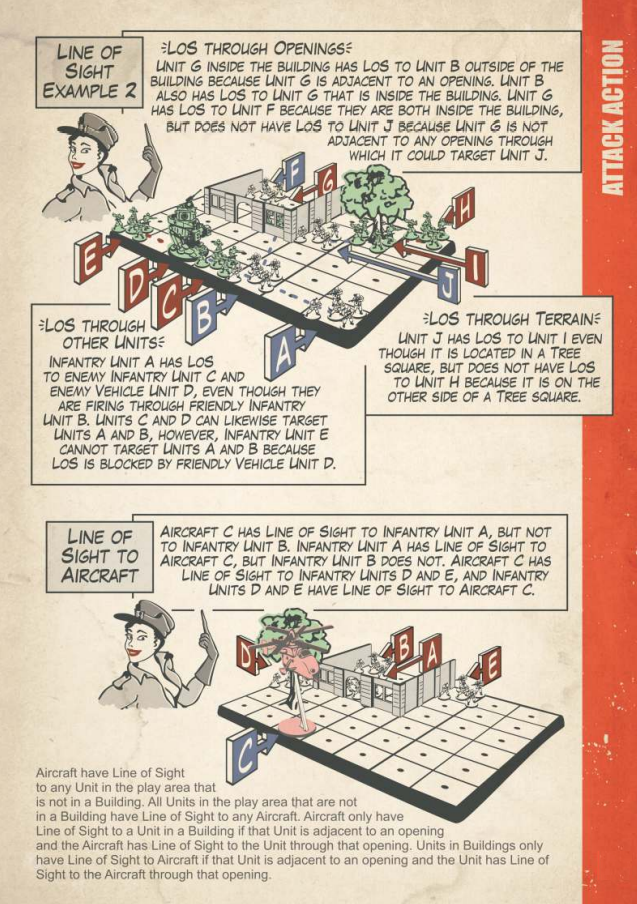 ATTACK ACTION
LINE OF
SIGHT
EXAMPLE 2
LOS THROUGH OPENINGS
UNIT G INSIDE THE BUILDING HAS LOS TO UNIT B OUTSIDE OF THE
BUILDING BECAUSE UNIT G IS ADJACENT TO AN OPENING. UNIT B
ALSO HAS LOS TO UNIT G THAT IS INSIDE THE BUILDING. UNIT G
HAS LOS TO UNIT F BECAUSE THEY ARE BOTH INSIDE THE BUILDING,
BUT DOES NOT HAVE LOS TO UNIT J BECAUSE UNIT G IS NOT
ADJACENT TO ANY OPENING THROUGH
WHICH IT COULD TARGET UNIT J.
F
G
H
I
J
E
D
C
B
A
LOS THROUGH
OTHER UNITS
INFANTRY UNIT A HAS LOS
TO ENEMY INFANTRY UNIT C AND
ENEMY VEHICLE UNIT D, EVEN THOUGH THEY
ARE FIRING THROUGH FRIENDLY INFANTRY
UNIT B. UNITS C AND D CAN LIKEWISE TARGET
UNITS A AND B, HOWEVER, INFANTRY UNIT E
CANNOT TARGET UNITS A AND B BECAUSE
LOS IS BLOCKED BY FRIENDLY VEHICLE UNIT D.
LOS THROUGH TERRAIN
UNIT J HAS LOS TO UNIT I EVEN
THOUGH IT IS LOCATED IN A TREE
SQUARE, BUT DOES NOT HAVE LOS
TO UNIT H BECAUSE IT IS ON THE
OTHER SIDE OF A TREE SQUARE.
LINE OF
SIGHT TO
AIRCRAFT
AIRCRAFT C HAS LINE OF SIGHT TO INFANTRY UNIT A, BUT NOT
TO INFANTRY UNIT B. INFANTRY UNIT A HAS LINE OF SIGHT TO
AIRCRAFT C, BUT INFANTRY UNIT B DOES NOT. AIRCRAFT C HAS
LINE OF SIGHT TO INFANTRY UNITS D AND E, AND INFANTRY
UNITS D AND E HAVE LINE OF SIGHT TO AIRCRAFT C.
D
B
A
E
C
Aircraft have Line of Sight
to any Unit in the play area that
is not in a Building. All Units in the play area that are not
in a Building have Line of Sight to any Aircraft. Aircraft only have
Line of Sight to a Unit in a Building if that Unit is adjacent to an opening
and the Aircraft has Line of Sight to the Unit through that opening. Units in Buildings only
have Line of Sight to Aircraft if that Unit is adjacent to an opening and the Unit has Line of
Sight to the Aircraft through that opening.